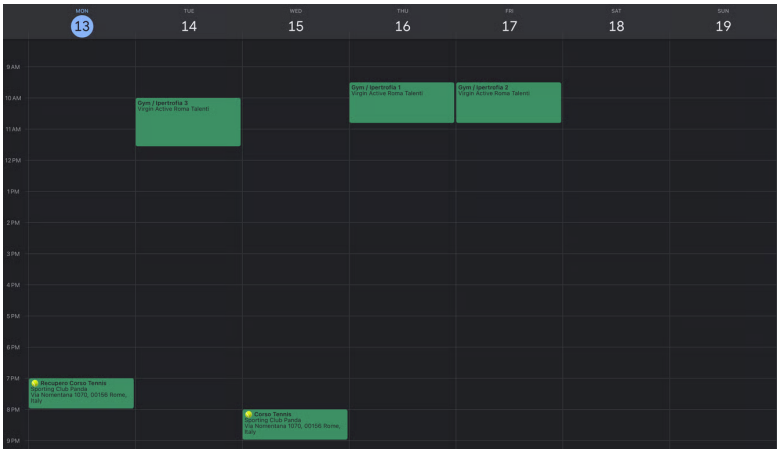 MON TUE WED THU FRI SAT SUN
13 14 15 16 17 18 19
9 AM
10 AM
11 AM
12 PM
1 PM
2 PM
3 PM
4 PM
5 PM
6 PM
7 PM
8 PM
9 PM
Recupero Corso Tennis
Sporting Club Panda
Via Nomentana 1070, 00156 Rome,
Italy
Gym / Ipertrofia 3
Virgin Active Roma Talenti
Corso Tennis
Sporting Club Panda
Via Nomentana 1070, 00156 Rome,
Italy
Gym / Ipertrofia 1
Virgin Active Roma Talenti
Gym / Ipertrofia 2
Virgin Active Roma Talenti